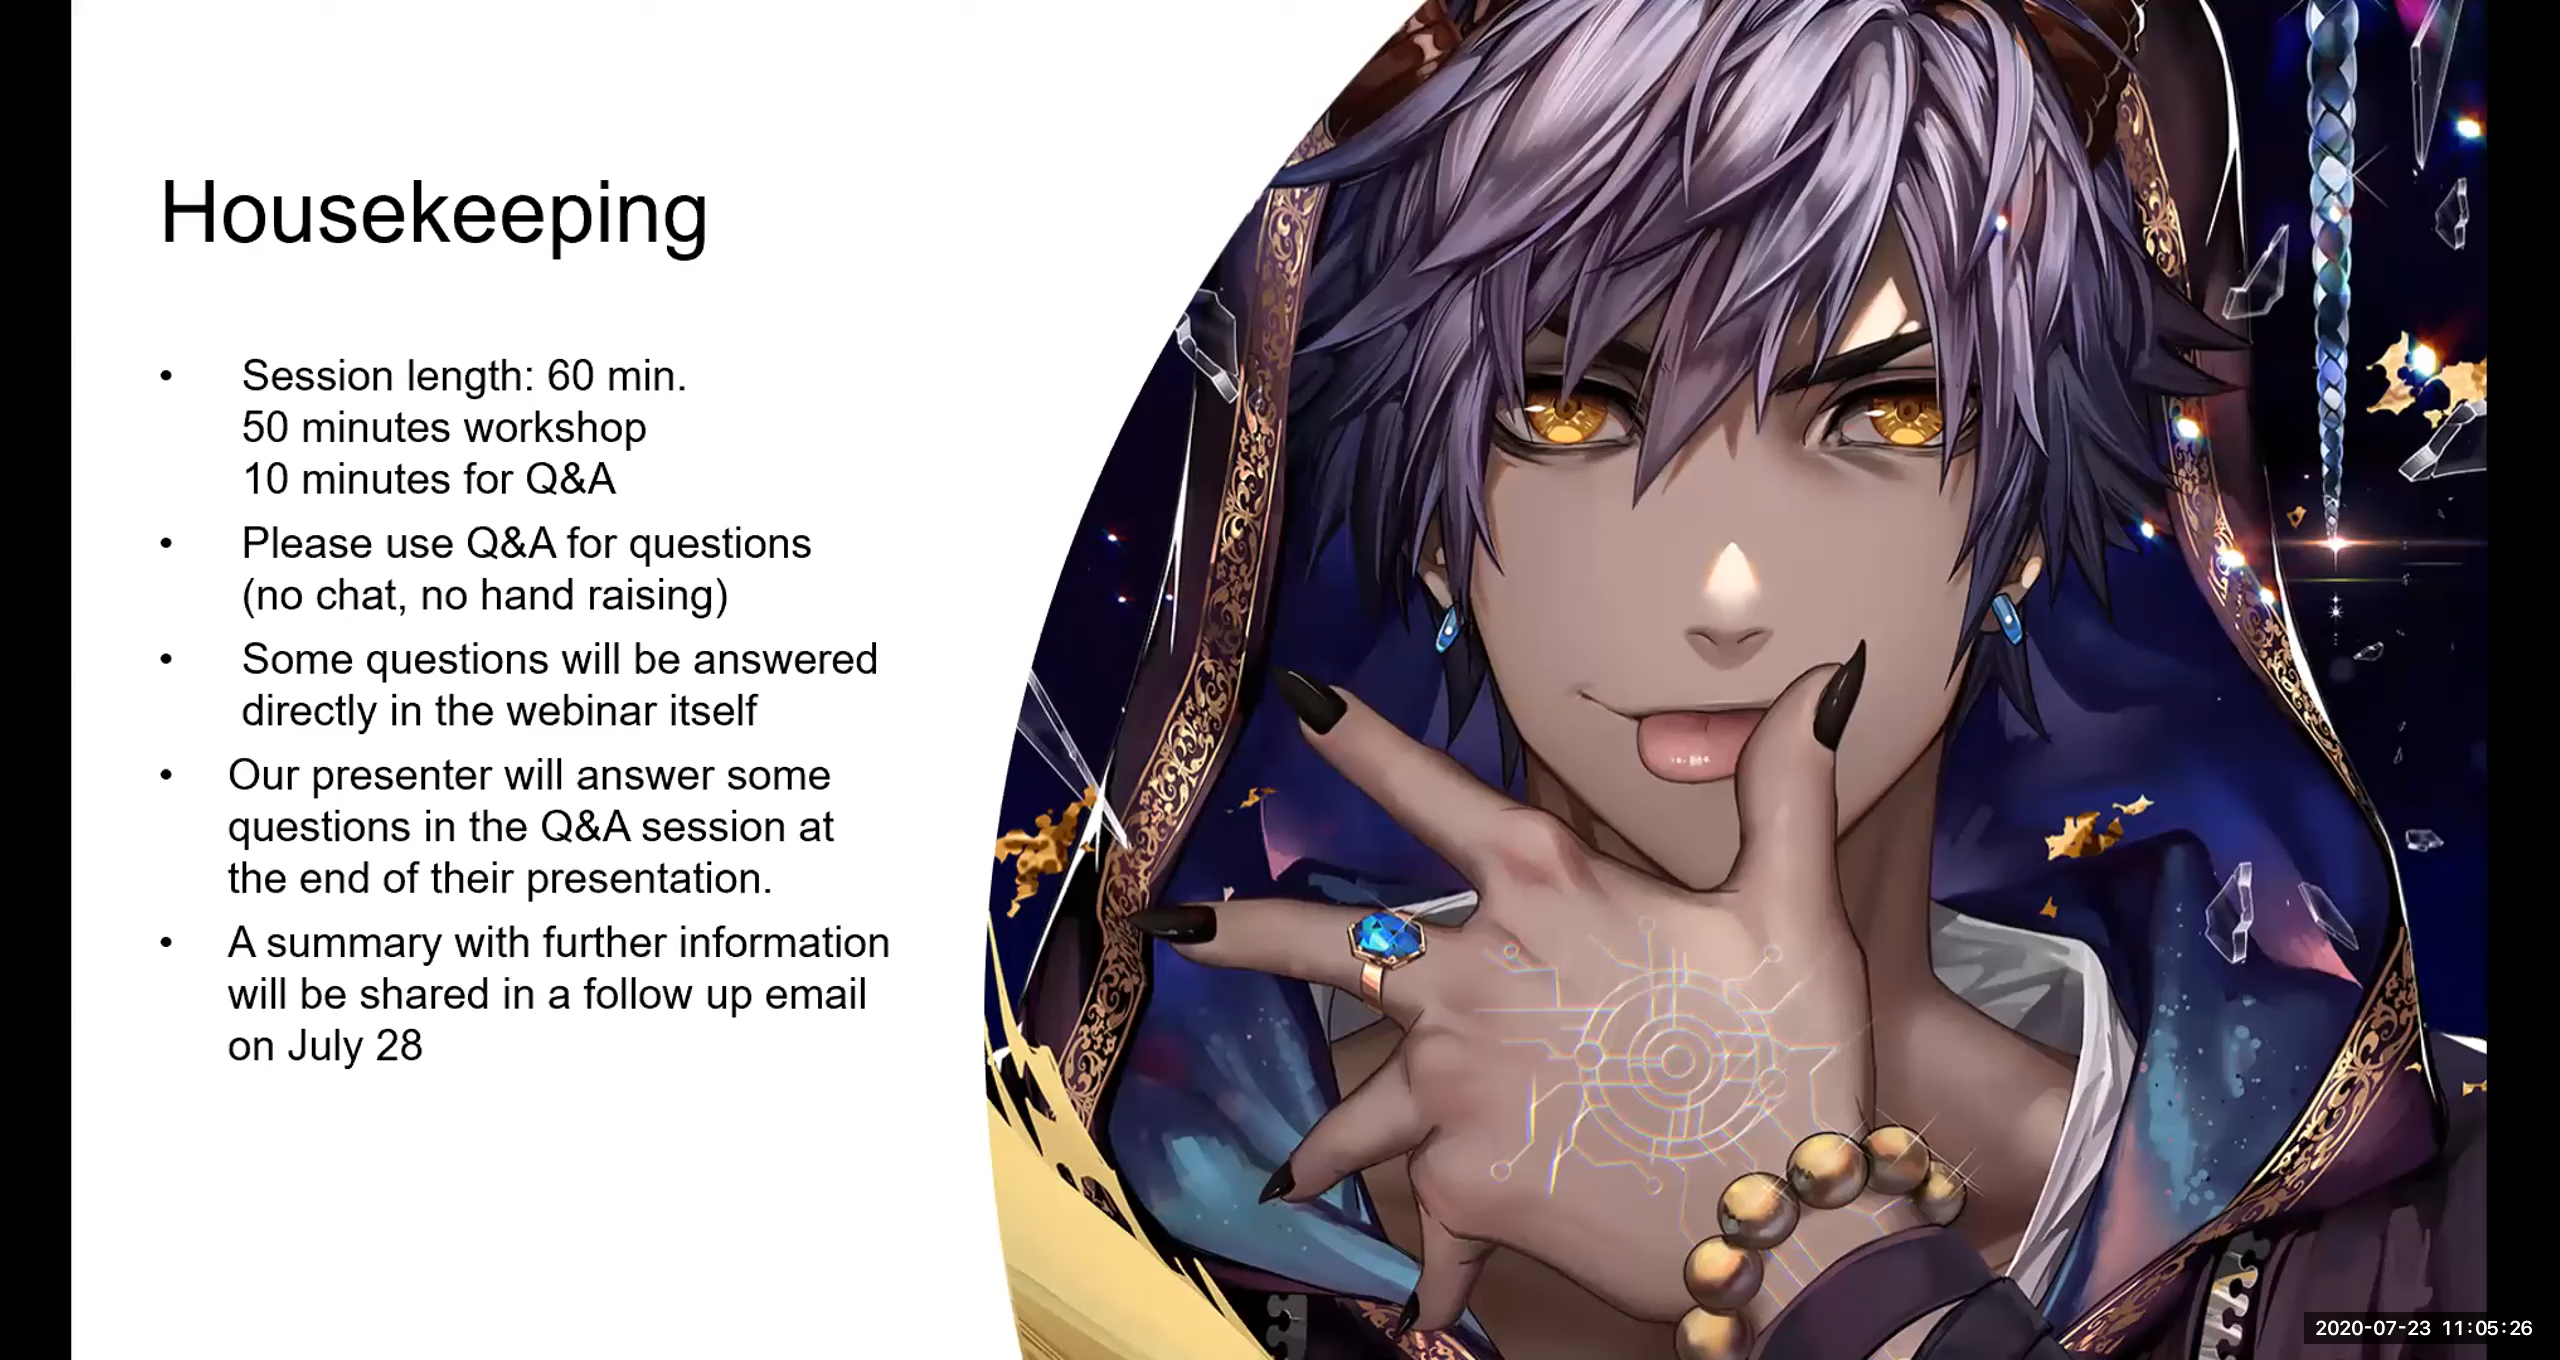 Housekeeping
• Session length: 60 min.
50 minutes workshop
10 minutes for Q&A
• Please use Q&A for questions
(no chat, no hand raising)
• Some questions will be answered
directly in the webinar itself
• Our presenter will answer some
questions in the Q&A session at
the end of their presentation.
• A summary with further information
will be shared in a follow up email
on July 28
2020-07-23 11:05:26